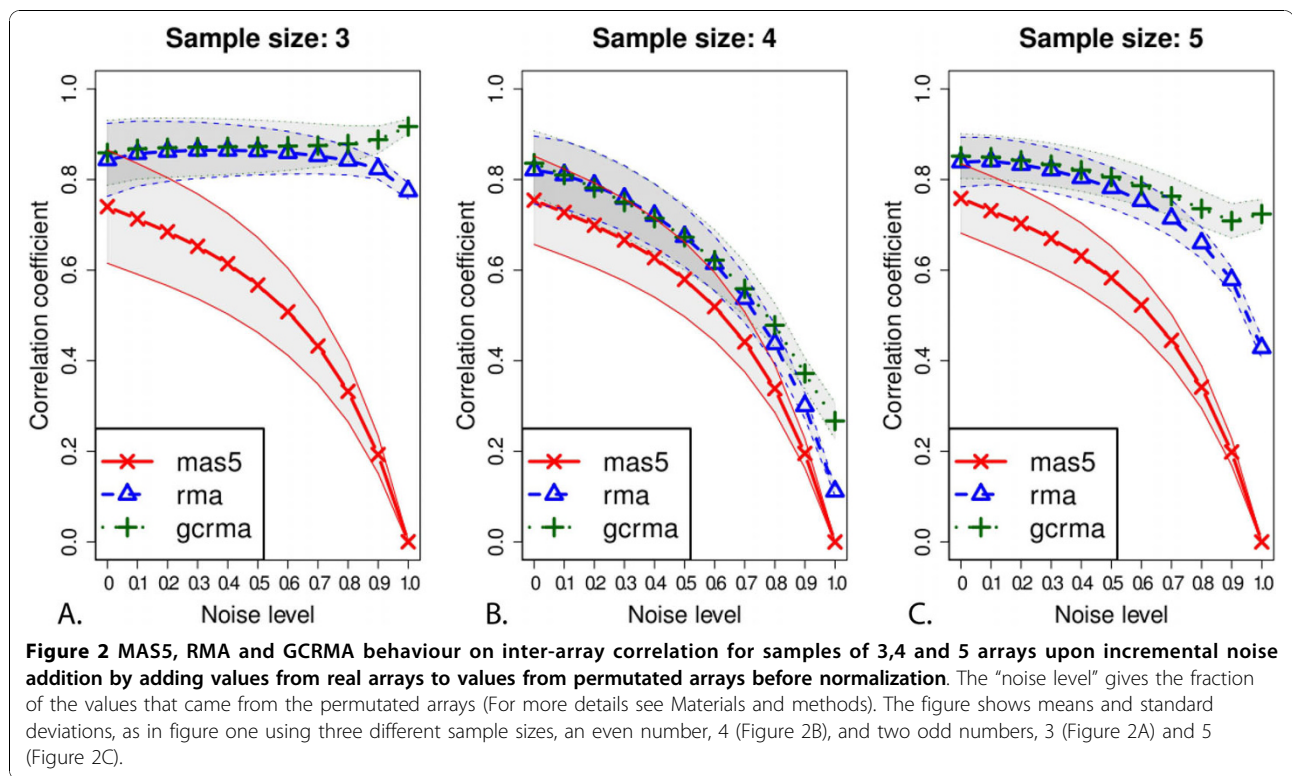 Sample size: 3
Correlation coefficient
1.0
0.8
0.6
0.4
0.2
0.0
mas5
rma
gcrma
0 0.1 0.2 0.3 0.4 0.5 0.6 0.7 0.8 0.9 1.0
A. Noise level
Sample size: 4
Correlation coefficient
1.0
0.8
0.6
0.4
0.2
0.0
mas5
rma
gcrma
0 0.1 0.2 0.3 0.4 0.5 0.6 0.7 0.8 0.9 1.0
B. Noise level
Sample size: 5
Correlation coefficient
1.0
0.8
0.6
0.4
0.2
0.0
mas5
rma
gcrma
0 0.1 0.2 0.3 0.4 0.5 0.6 0.7 0.8 0.9 1.0
C. Noise level
Figure 2 MAS5, RMA and GCRMA behaviour on inter-array correlation for samples of 3,4 and 5 arrays upon incremental noise
addition by adding values from real arrays to values from permutated arrays before normalization. The “noise level” gives the fraction
of the values that came from the permutated arrays (For more details see Materials and methods). The figure shows means and standard
deviations, as in figure one using three different sample sizes, an even number, 4 (Figure 2B), and two odd numbers, 3 (Figure 2A) and 5
(Figure 2C).